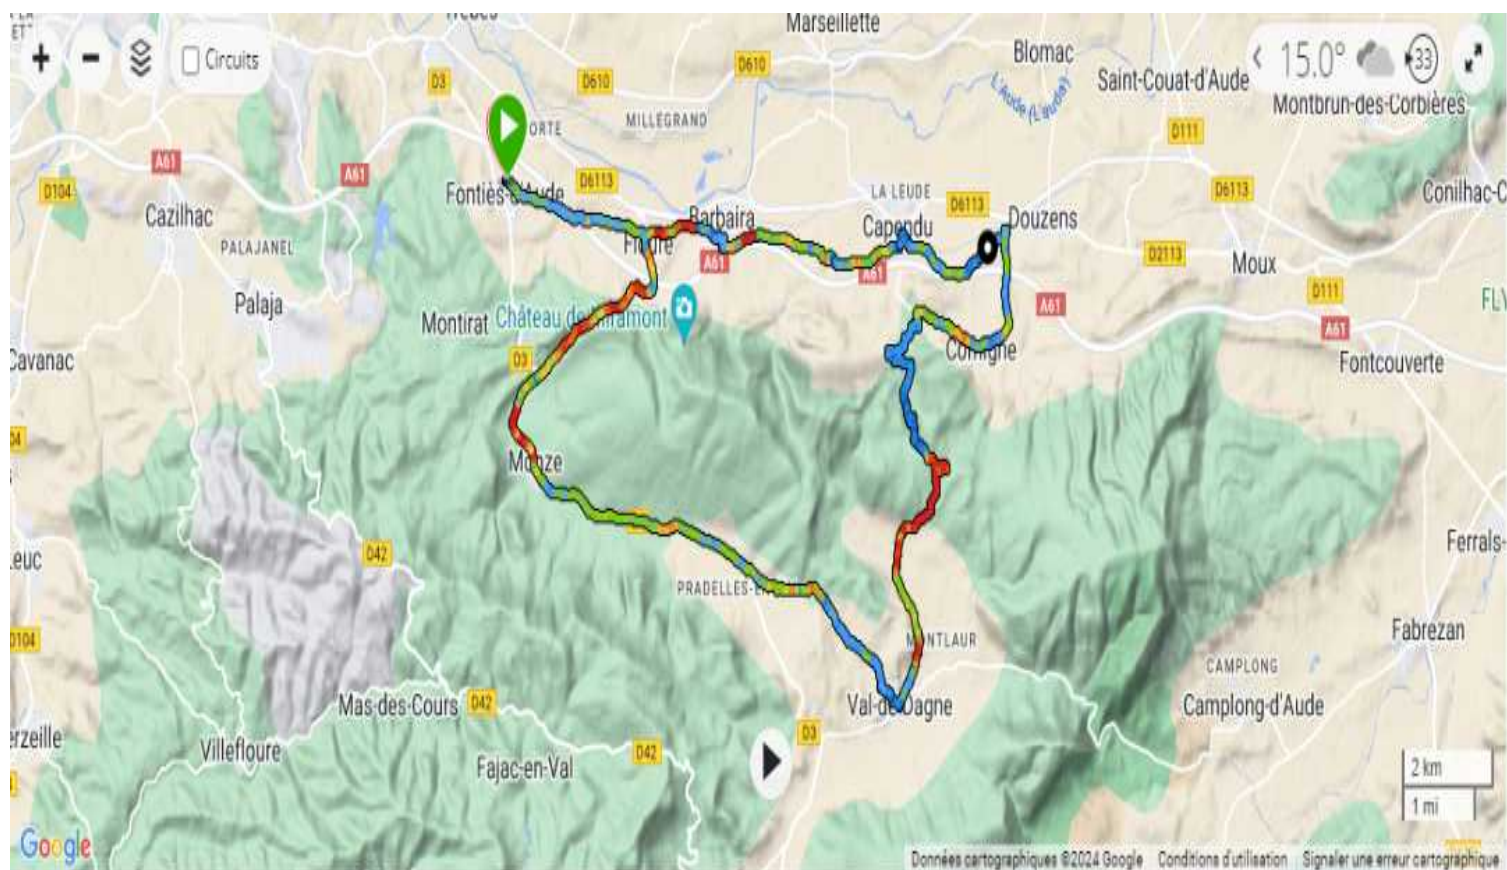 Marseillette
Blomac
Circuits
15.0°
33
D3
D610
D610
Saint-Couat-d'Aude
Montbrun-des-Corbières
L'Aude (L'auda)
ORTE
MILLEGRAND
D111
A61
A61
D104
Fontiès-d'Aude
D6113
LA LEUDE
D6113
D6113
Conilhac-C
Cazilhac
Barbaira
Capendu
Douzens
PALAJANEL
A61
A61
D2113
Moux
Palaja
Montirat
Château de Miramont
A61
D111
A61
FLY
Cavanac
D3
Comigne
Fontcouverte
04
Monze
D42
Ferrals-
PRADELLES-EN
D104
MONTLAUR
Fabrezan
CAMPLONG
Mas-des-Cours
D42
Val-de-Dagne
Camplong-d'Aude
D3
Villefloure
D42
Fajac-en-Val
2 km
1 mi
Google
Données cartographiques ©2024 Google
Conditions d'utilisation
Signaler une erreur cartographique